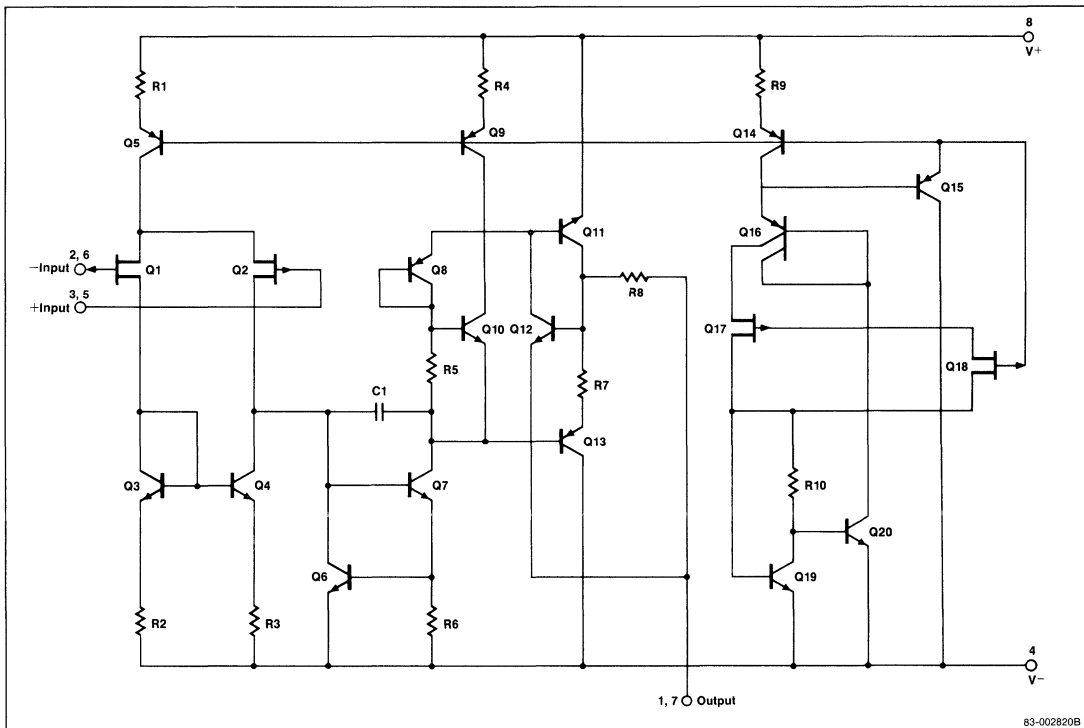 8
V+
R1
R4
R9
Q5
Q9
Q14
Q15
Q11
Q16
2, 6
−Input
Q1
Q2
Q8
3, 5
+Input
R8
Q10
Q12
Q17
Q18
R5
R7
C1
Q13
Q3
Q4
Q7
R10
Q20
Q6
Q19
R2
R3
R6
4
V−
1, 7
Output
83-002820B